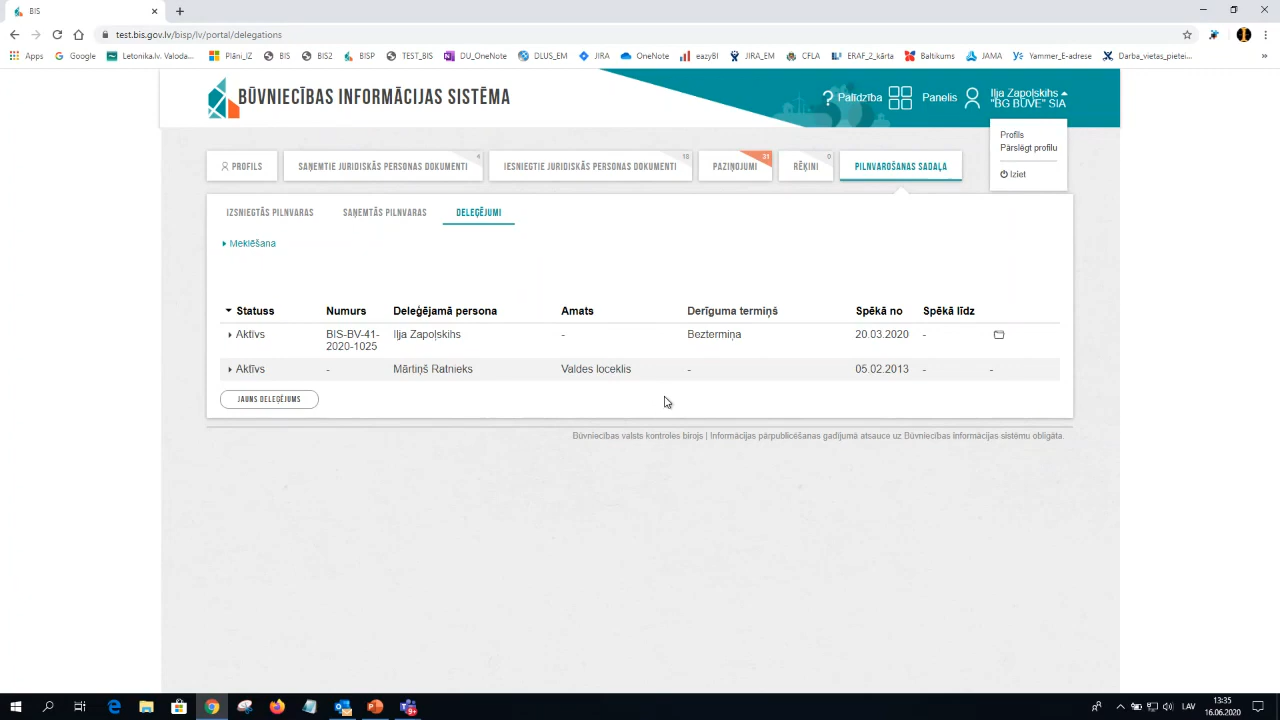 BIS
test.bis.gov.lv/bisp/lv/portal/delegations
Apps Google Letonika.lv. Valoda... Plāni_IZ BIS BIS2 BISP TEST_BIS DU_OneNote DLUS_EM JIRA OneNote eazyBI JIRA_EM CFLA ERAF_2_kārta Baltikums JAMA Yammer_E-adrese Darba_vietas_pietei... »
BŪVNIECĪBAS INFORMĀCIJAS SISTĒMA
? Palīdzība Panelis Iļja Zapoļskihs
"BG BŪVE" SIA
Profils
Pārslēgt profilu
Iziet
PROFILS SAŅEMTIE JURIDISKĀS PERSONAS DOKUMENTI 4 IESNIEGTIE JURIDISKĀS PERSONAS DOKUMENTI 18 PAZIŅOJUMI 31 RĒĶINI 0 PILNVAROŠANAS SADAĻA
IZSNIEGTĀS PILNVARAS SAŅEMTĀS PILNVARAS DELEĢĒJUMI
Meklēšana
Statuss Numurs Deleģējamā persona Amats Derīguma termiņš Spēkā no Spēkā līdz
Aktīvs BIS-BV-41-2020-1025 Iļja Zapoļskihs - Beztermiņa 20.03.2020 -
Aktīvs - Mārtiņš Ratnieks Valdes loceklis - 05.02.2013 - -
JAUNS DELEĢĒJUMS
Būvniecības valsts kontroles birojs | Informācijas pārpublicēšanas gadījumā atsauce uz Būvniecības informācijas sistēmu obligāta.
LAV
13:35
16.06.2020